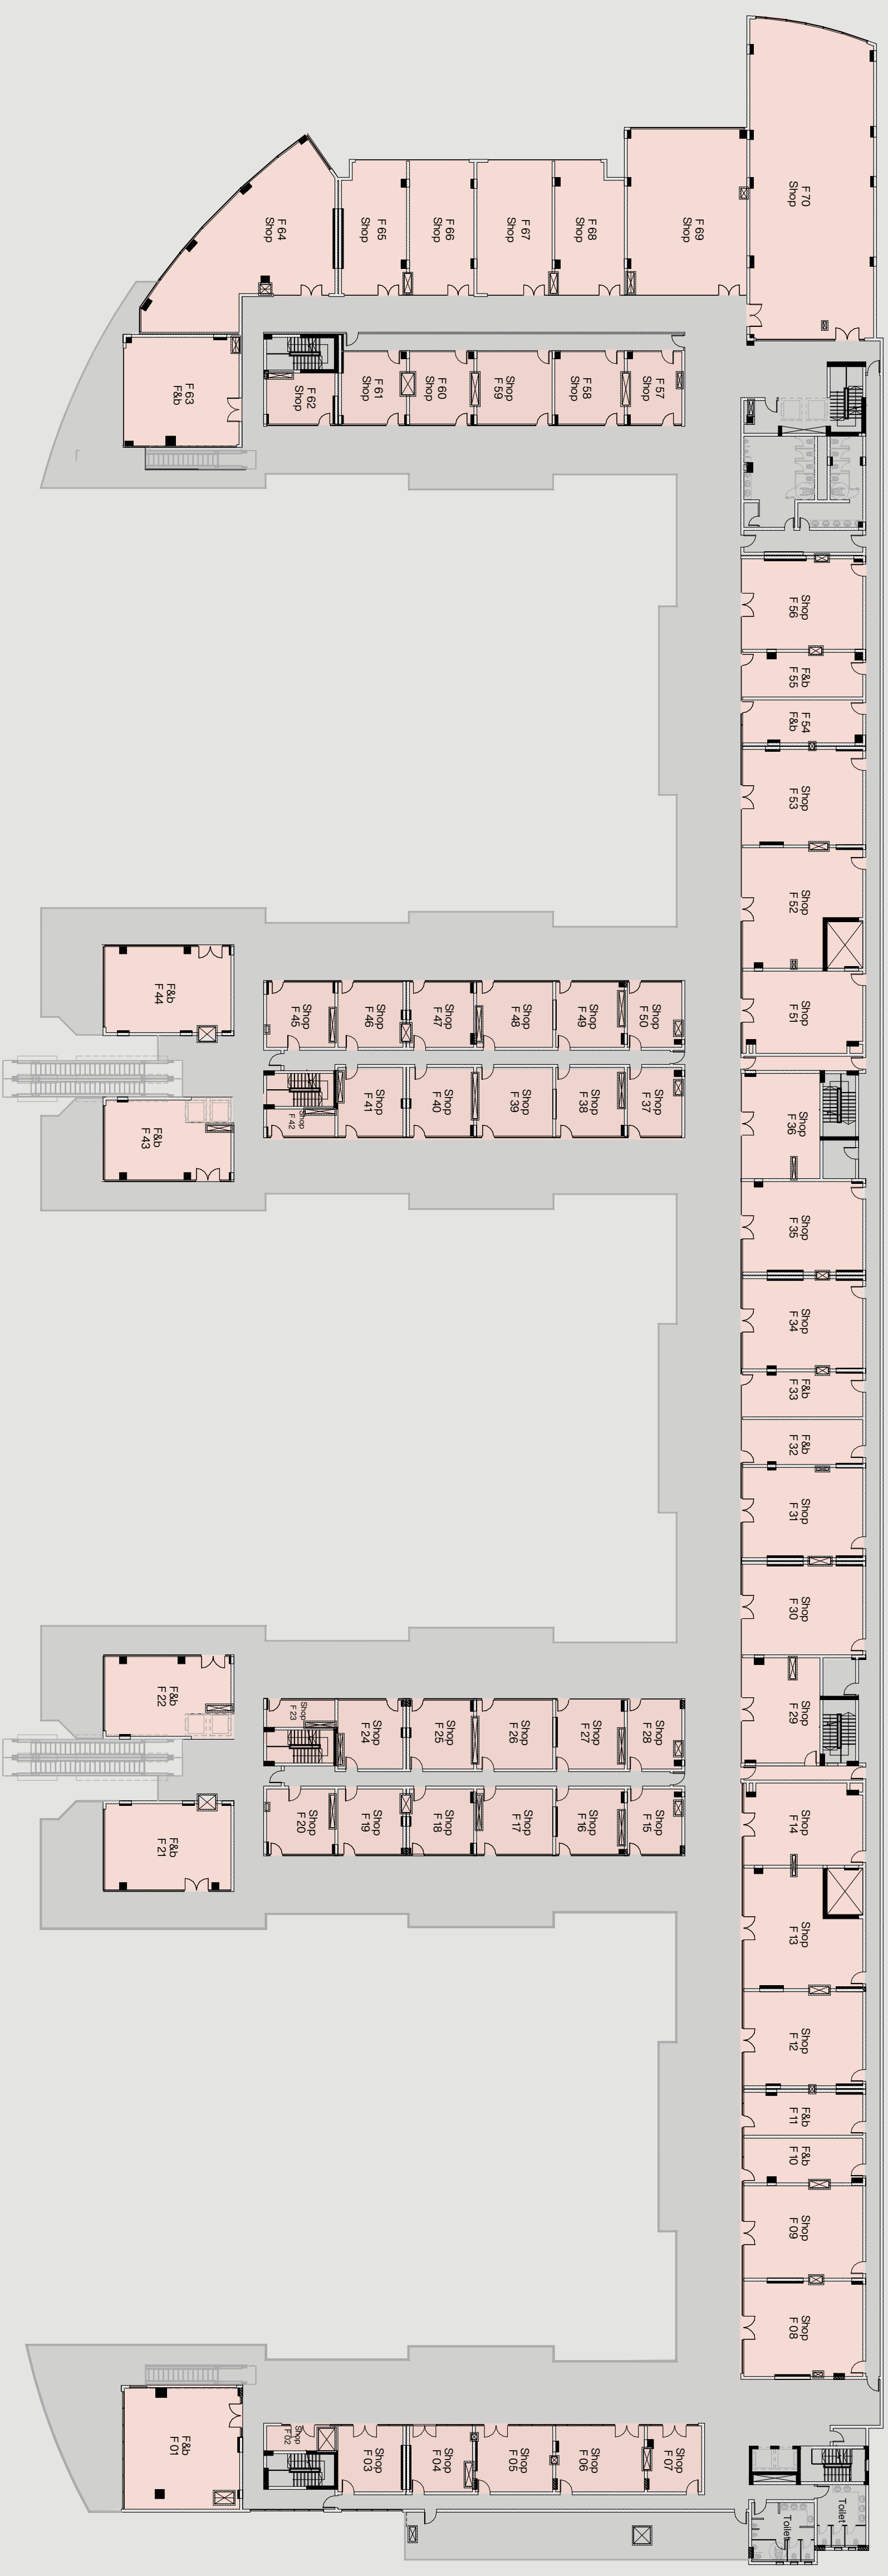 F 70
Shop
F 69
Shop
F 68
Shop
F 67
Shop
F 66
Shop
F 65
Shop
F 64
Shop
F 63
F&b
F 62
Shop
F 61
Shop
F 60
Shop
Shop
F 59
F 58
Shop
F 57
Shop
Shop
F 56
F&b
F 55
F 54
F&b
Shop
F 53
Shop
F 52
Shop
F 51
Shop
F 50
Shop
F 49
Shop
F 48
Shop
F 47
Shop
F 46
Shop
F 45
F&b
F 44
F&b
F 43
Shop
F 42
Shop
F 41
Shop
F 40
Shop
F 39
Shop
F 38
Shop
F 37
Shop
F 36
Shop
F 35
Shop
F 34
F&b
F 33
F&b
F 32
Shop
F 31
Shop
F 30
Shop
F 29
Shop
F 28
Shop
F 27
Shop
F 26
Shop
F 25
Shop
F 24
Shop
F 23
F&b
F 22
F&b
F 21
Shop
F 20
Shop
F 19
Shop
F 18
Shop
F 17
Shop
F 16
Shop
F 15
Shop
F 14
Shop
F 13
Shop
F 12
F&b
F 11
F&b
F 10
Shop
F 09
Shop
F 08
Shop
F 07
Shop
F 06
Shop
F 05
Shop
F 04
Shop
F 03
Shop
F 02
F&b
F 01
Toilet
Toilet